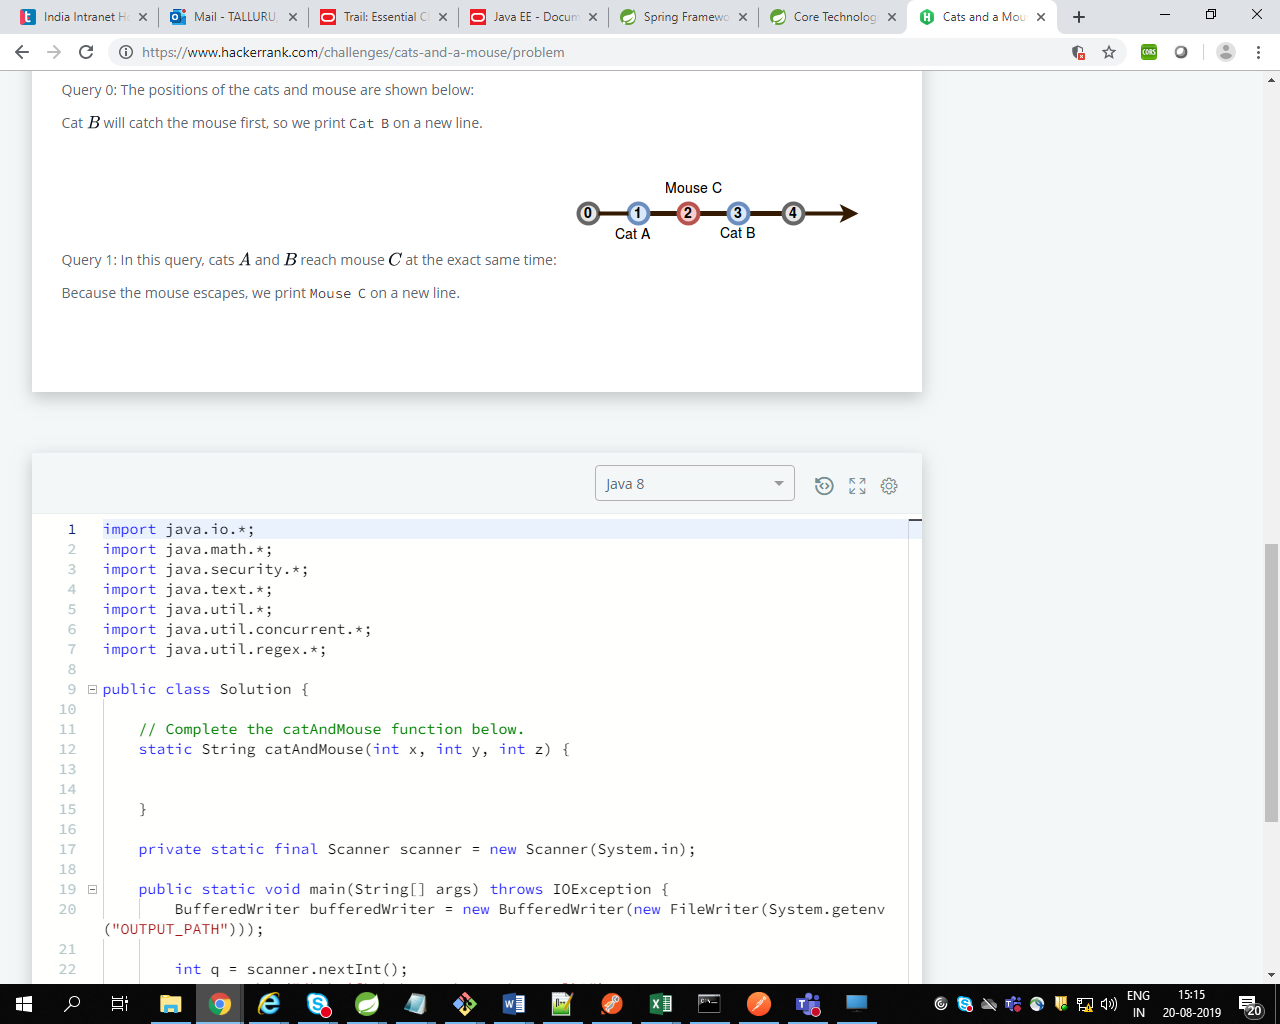 India Intranet Ho
Mail - TALLURU
Trail: Essential C
Java EE - Docum
Spring Framewo
Core Technolog
Cats and a Mou
https://www.hackerrank.com/challenges/cats-and-a-mouse/problem
CORS
Query 0: The positions of the cats and mouse are shown below:
Cat B will catch the mouse first, so we print Cat B on a new line.
Mouse C
0 1 2 3 4
Cat A Cat B
Query 1: In this query, cats A and B reach mouse C at the exact same time:
Because the mouse escapes, we print Mouse C on a new line.
Java 8
1 import java.io.*;
2 import java.math.*;
3 import java.security.*;
4 import java.text.*;
5 import java.util.*;
6 import java.util.concurrent.*;
7 import java.util.regex.*;
8
9 public class Solution {
10
11 // Complete the catAndMouse function below.
12 static String catAndMouse(int x, int y, int z) {
13
14
15 }
16
17 private static final Scanner scanner = new Scanner(System.in);
18
19 public static void main(String[] args) throws IOException {
20 BufferedWriter bufferedWriter = new BufferedWriter(new FileWriter(System.getenv
("OUTPUT_PATH")));
21
22 int q = scanner.nextInt();
ENG
IN
15:15
20-08-2019
20